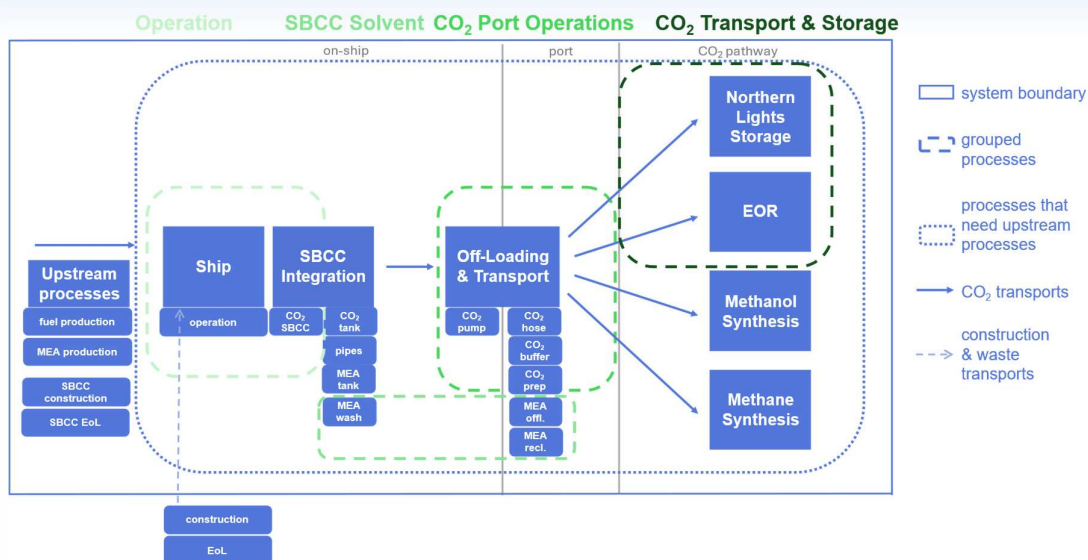 Operation
SBCC Solvent
CO₂ Port Operations
CO₂ Transport & Storage
on-ship
port
CO₂ pathway
Upstream
processes
fuel production
MEA production
SBCC
construction
SBCC EoL
Ship
operation
SBCC
Integration
CO₂
SBCC
CO₂
tank
pipes
MEA
tank
MEA
wash
Off-Loading
& Transport
CO₂
pump
CO₂
hose
CO₂
buffer
CO₂
prep
MEA
offl.
MEA
recl.
Northern
Lights
Storage
EOR
Methanol
Synthesis
Methane
Synthesis
construction
EoL
system boundary
grouped
processes
processes that
need upstream
processes
CO₂ transports
construction
& waste
transports